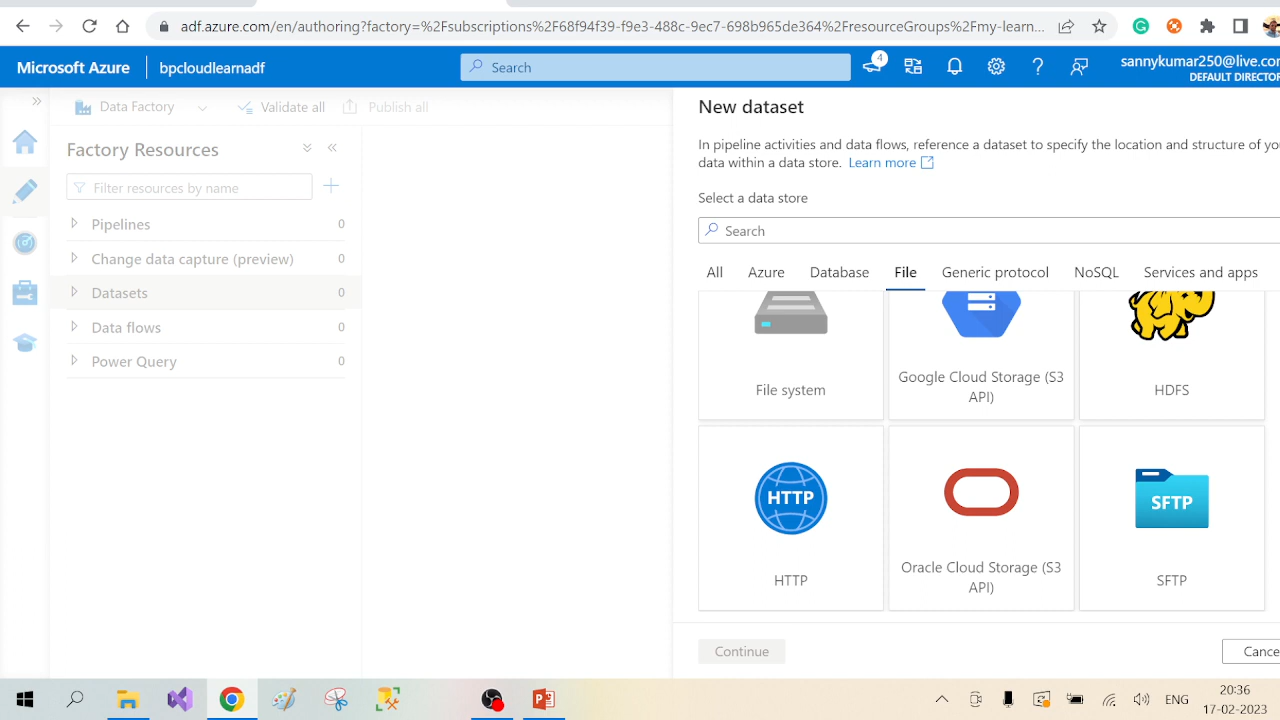 adf.azure.com/en/authoring?factory=%2Fsubscriptions%2F68f94f39-f9e3-488c-9ec7-698b965de364%2FresourceGroups%2Fmy-learn...
Microsoft Azure
bpcloudlearnadf
Search
4
sannykumar250@live.com
DEFAULT DIRECTOR
Data Factory
Validate all
Publish all
Factory Resources
Filter resources by name
Pipelines 0
Change data capture (preview) 0
Datasets 0
Data flows 0
Power Query 0
New dataset
In pipeline activities and data flows, reference a dataset to specify the location and structure of yo
data within a data store. Learn more
Select a data store
Search
All Azure Database File Generic protocol NoSQL Services and apps
File system
Google Cloud Storage (S3
API)
HDFS
HTTP
HTTP
Oracle Cloud Storage (S3
API)
SFTP
SFTP
Continue
Cance
ENG
20:36
17-02-2023